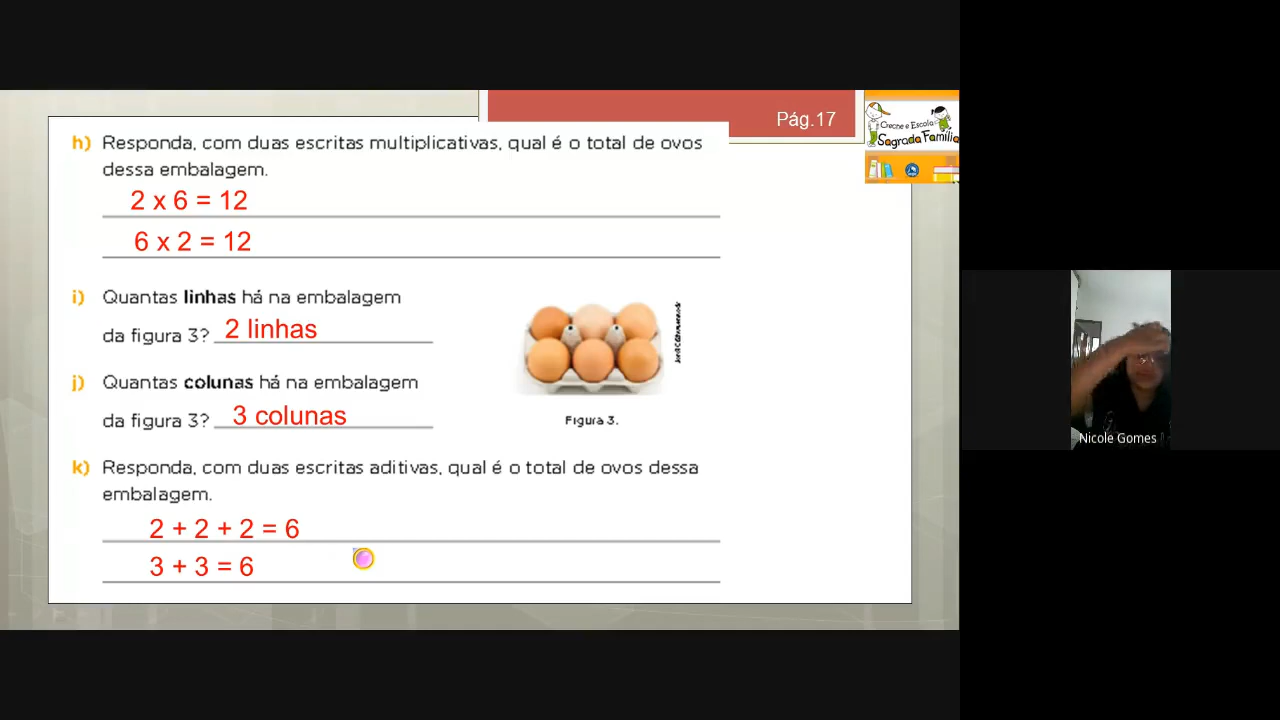 Pág.17
Creche e Escola
Sagrada Família
h) Responda, com duas escritas multiplicativas, qual é o total de ovos
dessa embalagem.
2 x 6 = 12
6 x 2 = 12
i) Quantas linhas há na embalagem
da figura 3? 2 linhas
j) Quantas colunas há na embalagem
da figura 3? 3 colunas
Figura 3.
k) Responda, com duas escritas aditivas, qual é o total de ovos dessa
embalagem.
2 + 2 + 2 = 6
3 + 3 = 6
Nicole Gomes